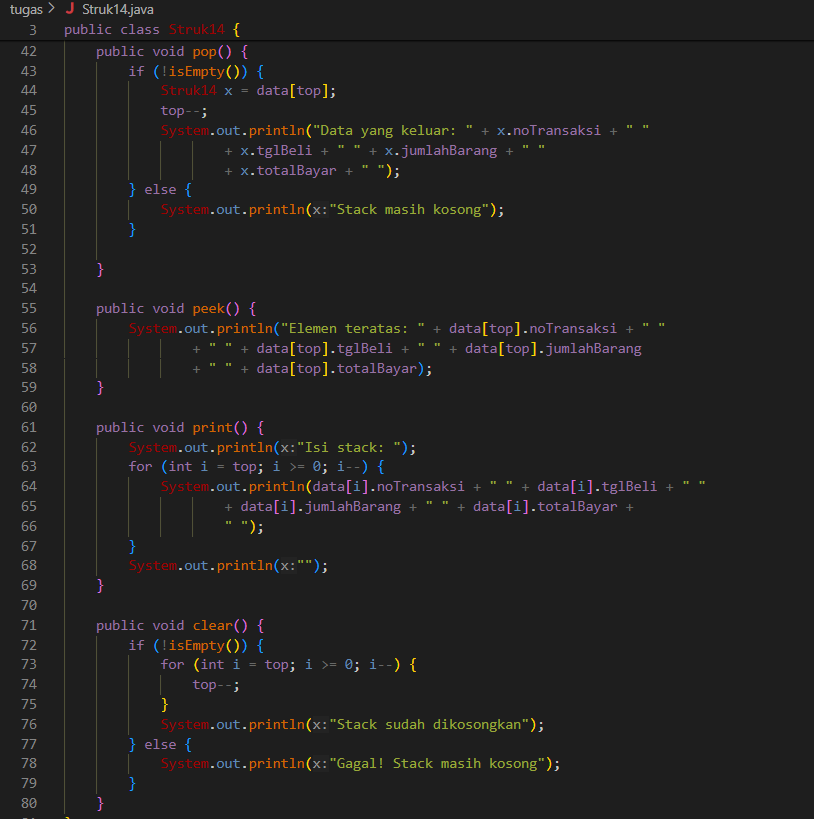 tugas > J Struk14.java
3 public class Struk14 {
42 public void pop() {
43 if (!isEmpty()) {
44 Struk14 x = data[top];
45 top--;
46 System.out.println("Data yang keluar: " + x.noTransaksi + " "
47 + x.tglBeli + " " + x.jumlahBarang + " "
48 + x.totalBayar + " ");
49 } else {
50 System.out.println(x:"Stack masih kosong");
51 }
52
53 }
54
55 public void peek() {
56 System.out.println("Elemen teratas: " + data[top].noTransaksi + " "
57 + " " + data[top].tglBeli + " " + data[top].jumlahBarang
58 + " " + data[top].totalBayar);
59 }
60
61 public void print() {
62 System.out.println(x:"Isi stack: ");
63 for (int i = top; i >= 0; i--) {
64 System.out.println(data[i].noTransaksi + " " + data[i].tglBeli + " "
65 + data[i].jumlahBarang + " " + data[i].totalBayar +
66 " ");
67 }
68 System.out.println(x:"");
69 }
70
71 public void clear() {
72 if (!isEmpty()) {
73 for (int i = top; i >= 0; i--) {
74 top--;
75 }
76 System.out.println(x:"Stack sudah dikosongkan");
77 } else {
78 System.out.println(x:"Gagal! Stack masih kosong");
79 }
80 }